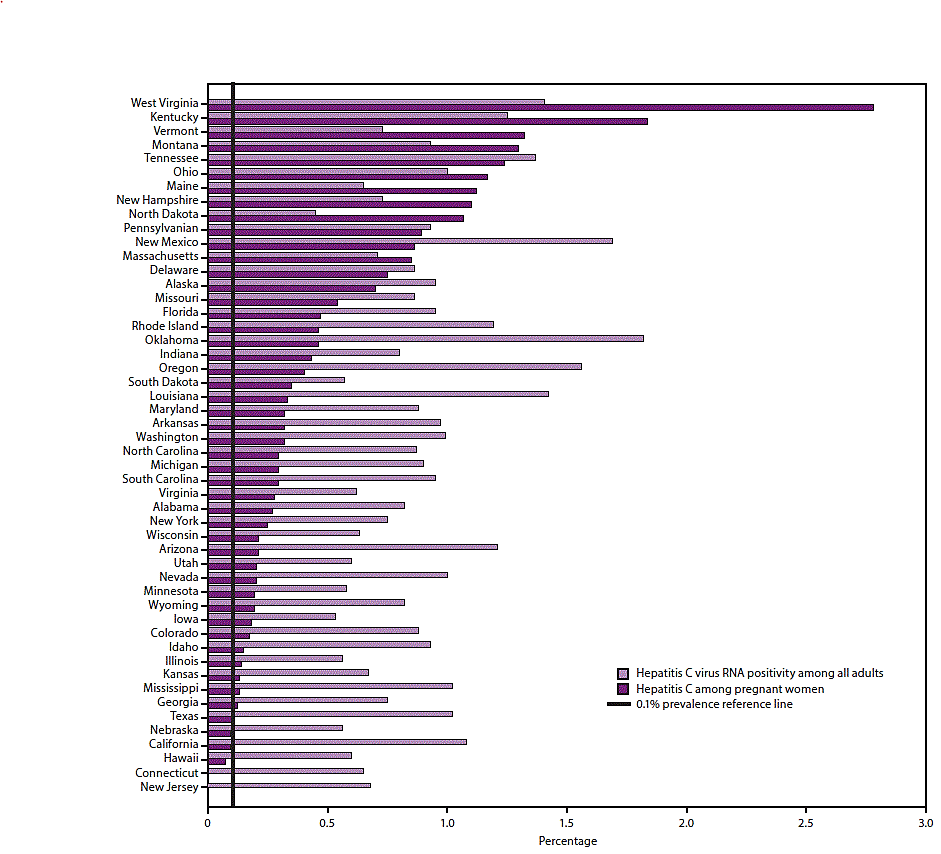 West Virginia
Kentucky
Vermont
Montana
Tennessee
Ohio
Maine
New Hampshire
North Dakota
Pennsylvanian
New Mexico
Massachusetts
Delaware
Alaska
Missouri
Florida
Rhode Island
Oklahoma
Indiana
Oregon
South Dakota
Louisiana
Maryland
Arkansas
Washington
North Carolina
Michigan
South Carolina
Virginia
Alabama
New York
Wisconsin
Arizona
Utah
Nevada
Minnesota
Wyoming
Iowa
Colorado
Idaho
Illinois
Kansas
Mississippi
Georgia
Texas
Nebraska
California
Hawaii
Connecticut
New Jersey
Hepatitis C virus RNA positivity among all adults
Hepatitis C among pregnant women
0.1% prevalence reference line
0 0.5 1.0 1.5 2.0 2.5 3.0
Percentage